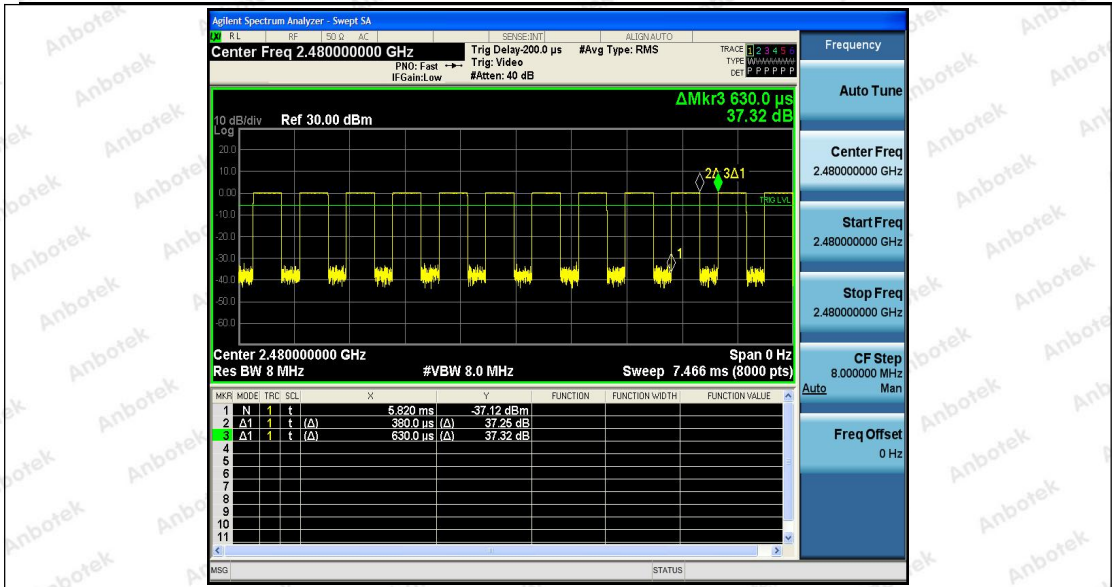 Agilent Spectrum Analyzer - Swept SA
RL RF 50 Ω AC SENSE:INT ALIGNAUTO
Center Freq 2.480000000 GHz
PNO: Fast
IFGain:Low
Trig Delay-200.0 µs
Trig: Video
#Atten: 40 dB
#Avg Type: RMS
TRACE 1 2 3 4 5 6
TYPE
DET P P P P P P
ΔMkr3 630.0 µs
37.32 dB
10 dB/div Ref 30.00 dBm
Log
20.0
10.0
0.00
-10.0
-20.0
-30.0
-40.0
-50.0
-60.0
2Δ 3Δ1
TRIG LVL
1
Center 2.480000000 GHz Span 0 Hz
Res BW 8 MHz #VBW 8.0 MHz Sweep 7.466 ms (8000 pts)
MKR MODE TRC SCL X Y FUNCTION FUNCTION WIDTH FUNCTION VALUE
1 N 1 t 5.820 ms -37.12 dBm
2 Δ1 1 t (Δ) 380.0 µs (Δ) 37.25 dB
3 Δ1 1 t (Δ) 630.0 µs (Δ) 37.32 dB
4
5
6
7
8
9
10
11
MSG STATUS
Frequency
Auto Tune
Center Freq
2.480000000 GHz
Start Freq
2.480000000 GHz
Stop Freq
2.480000000 GHz
CF Step
8.000000 MHz
Auto Man
Freq Offset
0 Hz
Anbotek